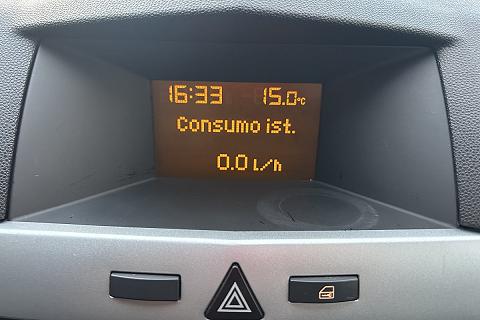 16:33 15.0°C
Consumo ist.
0.0 L/h